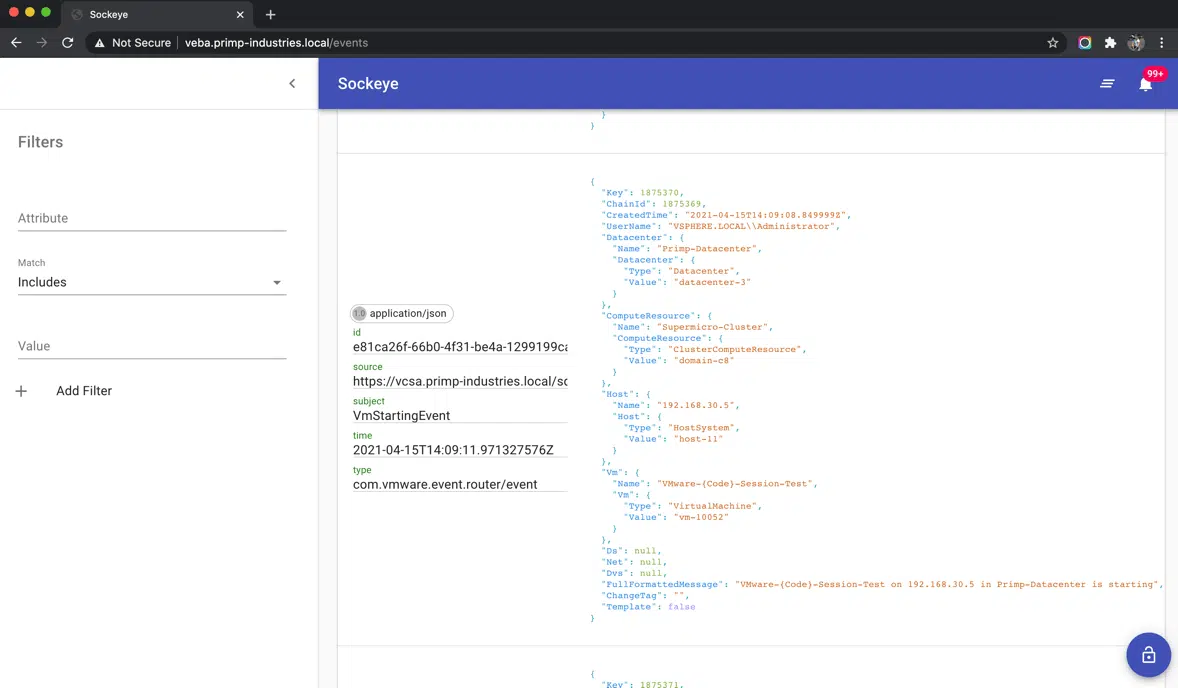 Sockeye
Not Secure
veba.primp-industries.local/events
Sockeye
99+
Filters
Attribute
Match
Includes
Value
Add Filter
}
}
1.0 application/json
id
e81ca26f-66b0-4f31-be4a-1299199ca
source
https://vcsa.primp-industries.local/sd
subject
VmStartingEvent
time
2021-04-15T14:09:11.971327576Z
type
com.vmware.event.router/event
{
"Key": 1875370,
"ChainId": 1875369,
"CreatedTime": "2021-04-15T14:09:08.849999Z",
"UserName": "VSPHERE.LOCAL\\Administrator",
"Datacenter": {
"Name": "Primp-Datacenter",
"Datacenter": {
"Type": "Datacenter",
"Value": "datacenter-3"
}
},
"ComputeResource": {
"Name": "Supermicro-Cluster",
"ComputeResource": {
"Type": "ClusterComputeResource",
"Value": "domain-c8"
}
},
"Host": {
"Name": "192.168.30.5",
"Host": {
"Type": "HostSystem",
"Value": "host-11"
}
},
"Vm": {
"Name": "VMware-{Code}-Session-Test",
"Vm": {
"Type": "VirtualMachine",
"Value": "vm-10052"
}
},
"Ds": null,
"Net": null,
"Dvs": null,
"FullFormattedMessage": "VMware-{Code}-Session-Test on 192.168.30.5 in Primp-Datacenter is starting",
"ChangeTag": "",
"Template": false
}
{
"Key": 1875371,